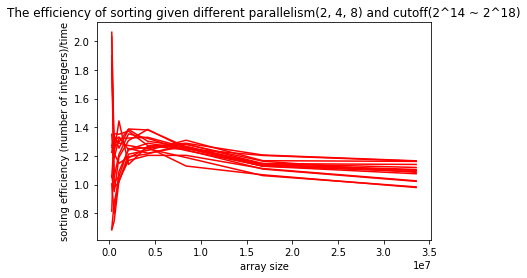 The efficiency of sorting given different parallelism(2, 4, 8) and cutoff(2^14 ~ 2^18)
sorting efficiency (number of integers)/time
2.0
1.8
1.6
1.4
1.2
1.0
0.8
0.0 0.5 1.0 1.5 2.0 2.5 3.0 3.5
1e7
array size